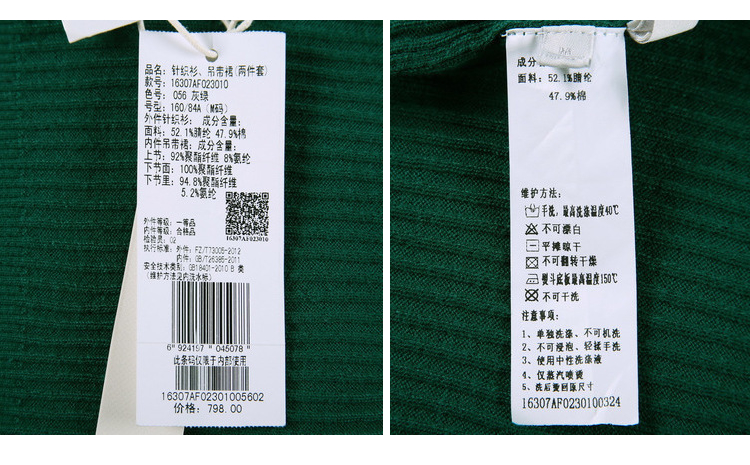 品名: 针织衫、吊带裙(两件套)
款号: 16307AF023010
色号: 056 灰绿
号型: 160/84A (M码)
外件针织衫: 成分含量:
面料: 52.1%腈纶 47.9%棉
内件吊带裙: 成分含量:
上节: 92%聚酯纤维 8%氨纶
下节面: 100%聚酯纤维
下节里: 94.8%聚酯纤维
5.2%氨纶
外件等级: 一等品
内件等级: 合格品
检验员: 02
16307AF023010
执行标准: 外件: FZ/T73005-2012
内件: GB/T26385-2011
安全技术类别: GB18401-2010 B 类
(维护方法见内洗水标)
6 924197 045078
此条码仅限于内部使用
16307AF02301005602
价格: 798.00
成分
面料: 52.1%腈纶
47.9%棉
维护方法:
手洗, 最高洗涤温度40℃
不可漂白
平摊晾干
不可翻转干燥
熨斗底板最高温度150℃
不可干洗
注意事项:
1、单独洗涤、不可机洗
2、不可浸泡、轻揉手洗
3、使用中性洗涤液
4、仅蒸汽喷烫
5、洗后烫回原尺寸
16307AF0230100324